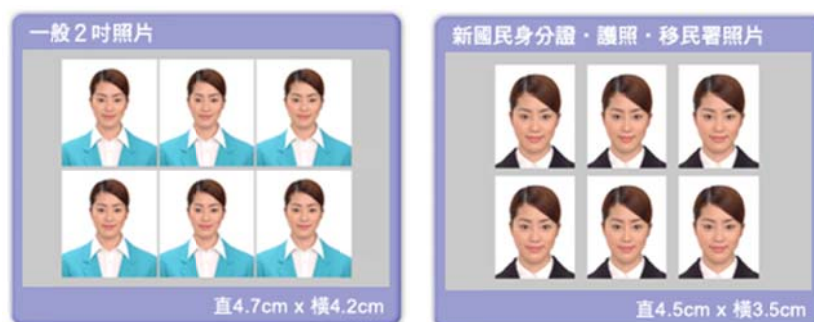 一般2吋照片
直4.7cm x 橫4.2cm
新國民身分證・護照・移民署照片
直4.5cm x 橫3.5cm